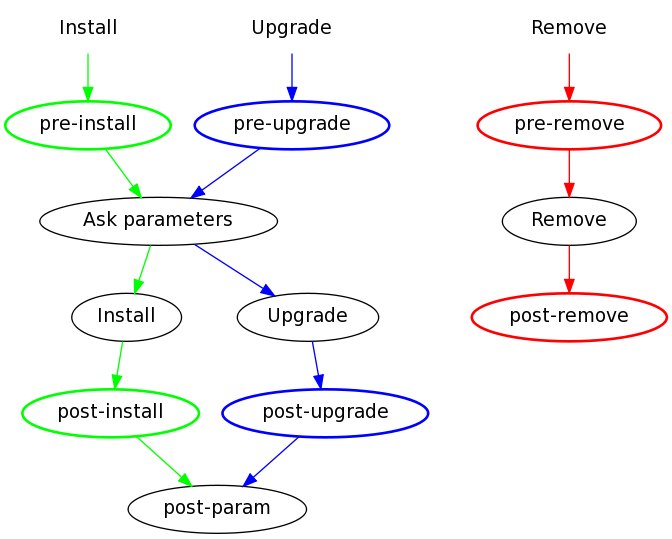 Install
Upgrade
Remove
pre-install
pre-upgrade
pre-remove
Ask parameters
Remove
Install
Upgrade
post-remove
post-install
post-upgrade
post-param